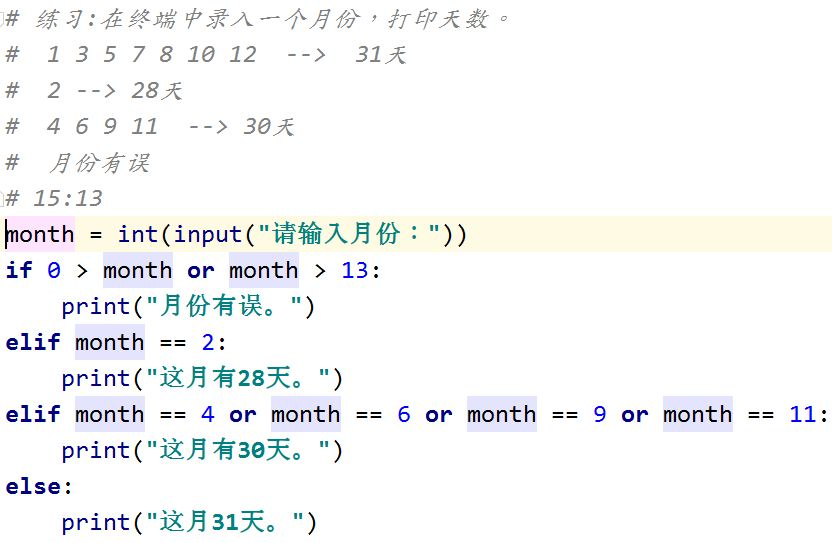 # 练习:在终端中录入一个月份，打印天数。
#  1 3 5 7 8 10 12  -->  31天
#  2 --> 28天
#  4 6 9 11  --> 30天
#  月份有误
# 15:13
month = int(input("请输入月份："))
if 0 > month or month > 13:
    print("月份有误。")
elif month == 2:
    print("这月有28天。")
elif month == 4 or month == 6 or month == 9 or month == 11:
    print("这月有30天。")
else:
    print("这月31天。")